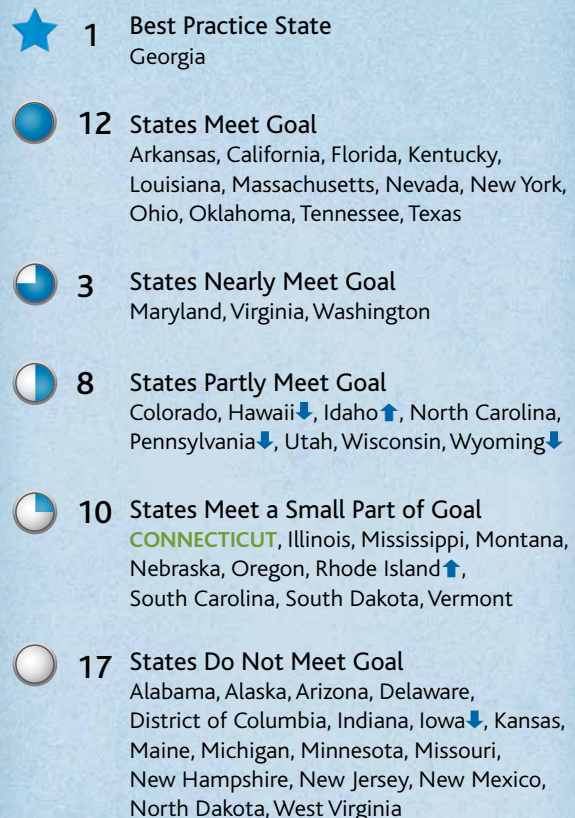 1 Best Practice State
Georgia
12 States Meet Goal
Arkansas, California, Florida, Kentucky,
Louisiana, Massachusetts, Nevada, New York,
Ohio, Oklahoma, Tennessee, Texas
3 States Nearly Meet Goal
Maryland, Virginia, Washington
8 States Partly Meet Goal
Colorado, Hawaii⬇, Idaho⬆, North Carolina,
Pennsylvania⬇, Utah, Wisconsin, Wyoming⬇
10 States Meet a Small Part of Goal
CONNECTICUT, Illinois, Mississippi, Montana,
Nebraska, Oregon, Rhode Island⬆,
South Carolina, South Dakota, Vermont
17 States Do Not Meet Goal
Alabama, Alaska, Arizona, Delaware,
District of Columbia, Indiana, Iowa⬇, Kansas,
Maine, Michigan, Minnesota, Missouri,
New Hampshire, New Jersey, New Mexico,
North Dakota, West Virginia